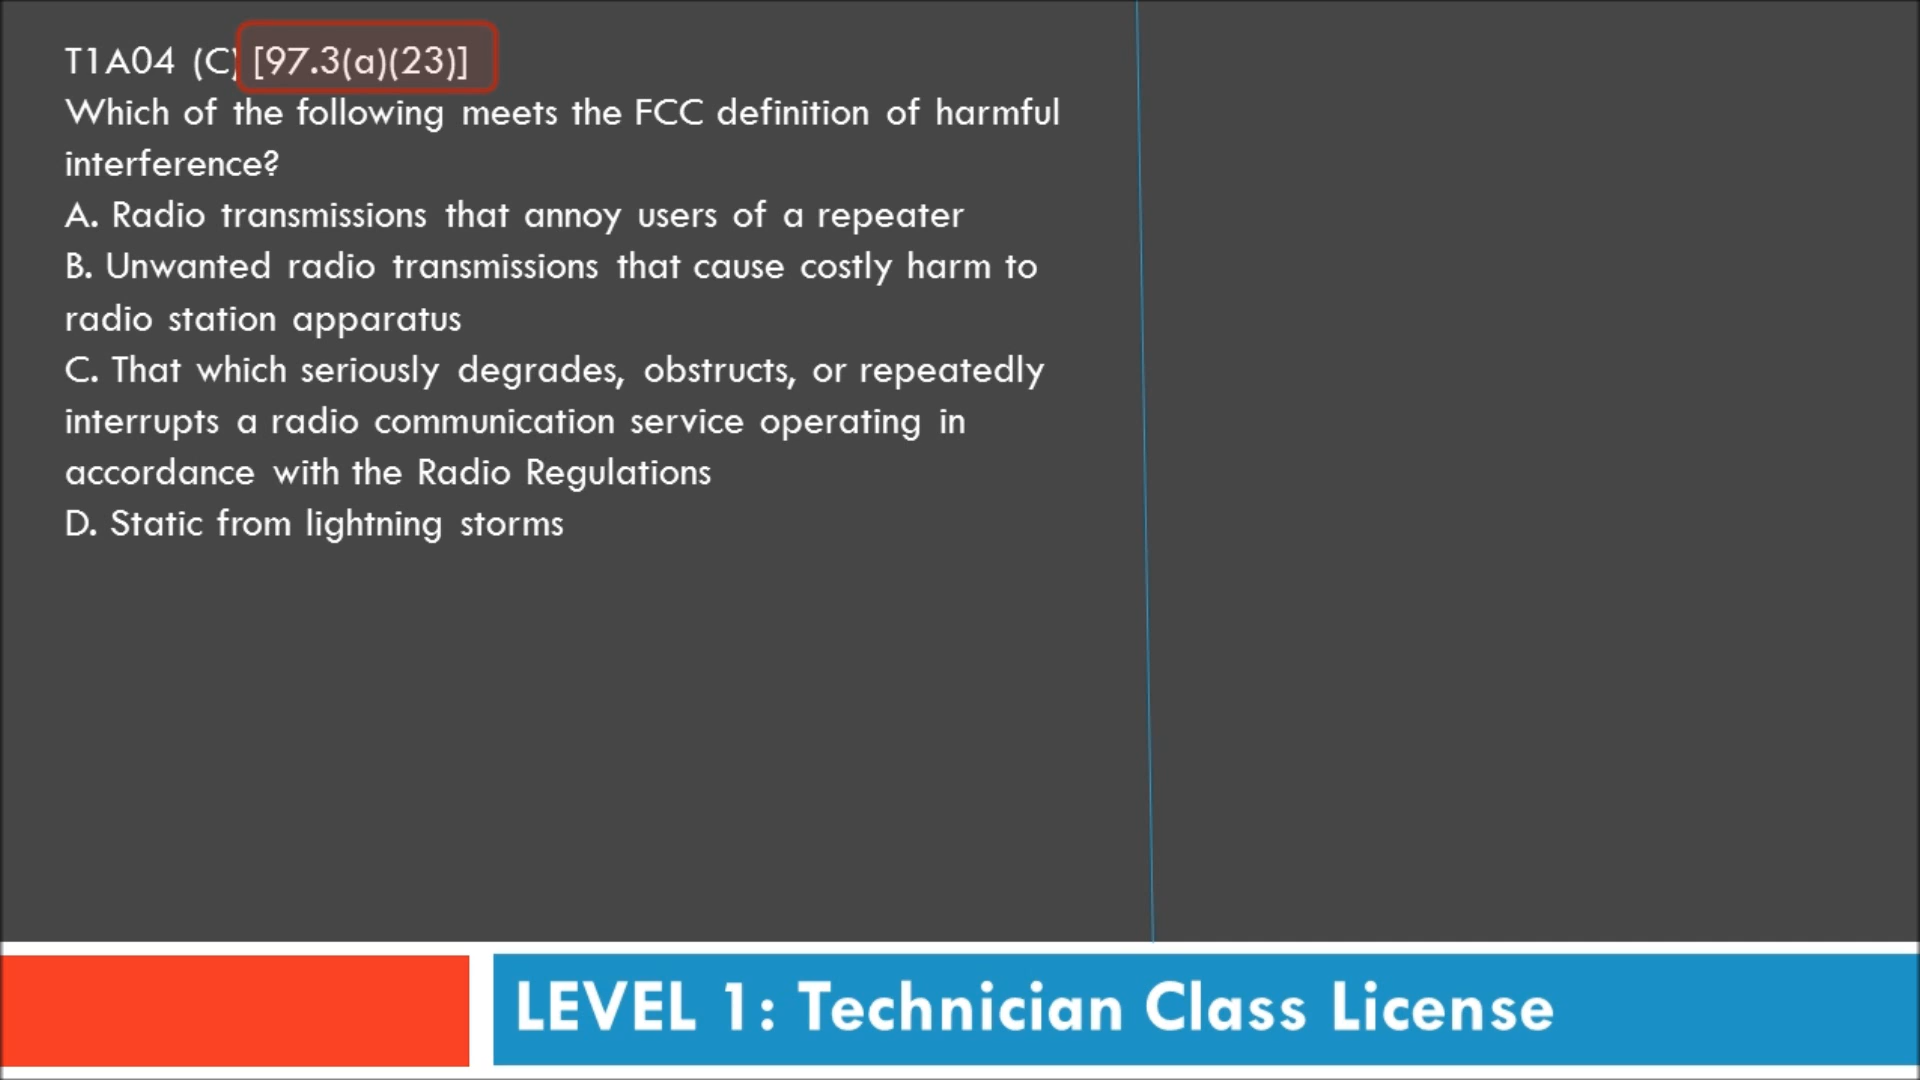 T1A04 (C) [97.3(a)(23)]
Which of the following meets the FCC definition of harmful
interference?
A. Radio transmissions that annoy users of a repeater
B. Unwanted radio transmissions that cause costly harm to
radio station apparatus
C. That which seriously degrades, obstructs, or repeatedly
interrupts a radio communication service operating in
accordance with the Radio Regulations
D. Static from lightning storms
LEVEL 1: Technician Class License